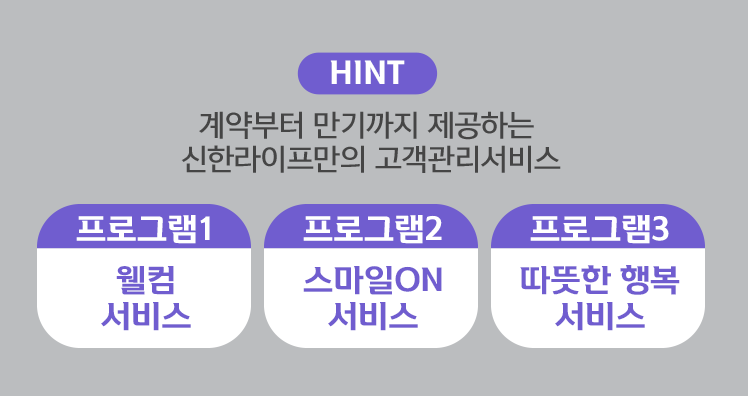 HINT
계약부터 만기까지 제공하는
신한라이프만의 고객관리서비스
프로그램1
웰컴
서비스
프로그램2
스마일ON
서비스
프로그램3
따뜻한 행복
서비스